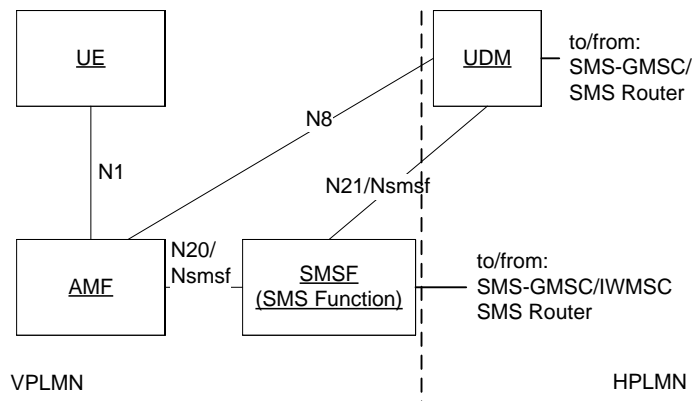 UE
UDM
to/from:
SMS-GMSC/
SMS Router
N8
N1
N21/Nsmsf
AMF
N20/
Nsmsf
SMSF
(SMS Function)
to/from:
SMS-GMSC/IWMSC
SMS Router
VPLMN
HPLMN